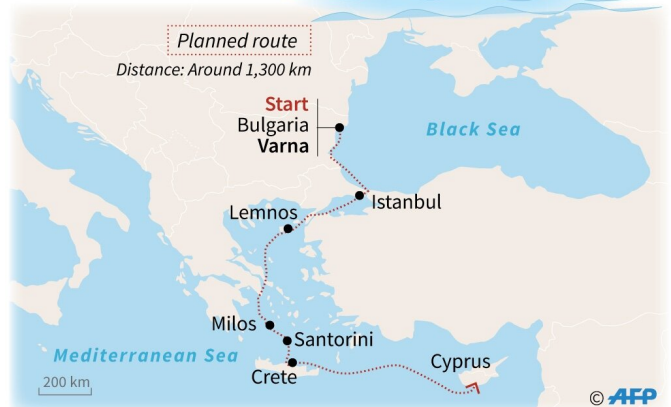 Planned route
Distance: Around 1,300 km
Start
Bulgaria
Varna
Black Sea
Istanbul
Lemnos
Milos
Santorini
Mediterranean Sea
Crete
Cyprus
200 km
© AFP